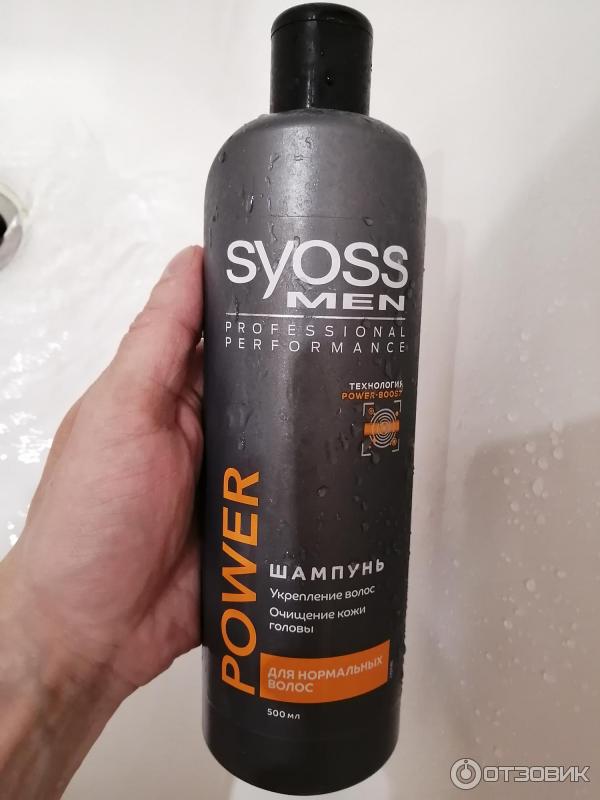 syoss
MEN
PROFESSIONAL
PERFORMANCE
ТЕХНОЛОГИЯ
POWER-BOOST
POWER
ШАМПУНЬ
Укрепление волос
Очищение кожи
головы
ДЛЯ НОРМАЛЬНЫХ
ВОЛОС
500 мл
ОТЗОВИК